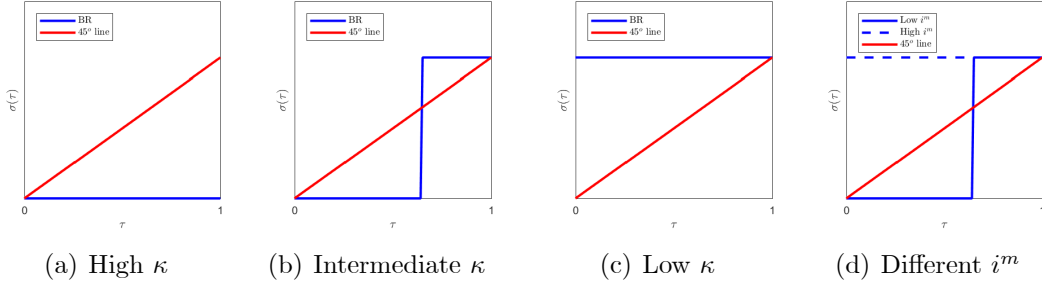 BR
45° line
σ(τ)
0
1
τ
(a) High κ
BR
45° line
σ(τ)
0
1
τ
(b) Intermediate κ
BR
45° line
σ(τ)
0
1
τ
(c) Low κ
Low i^m
High i^m
45° line
σ(τ)
0
1
τ
(d) Different i^m